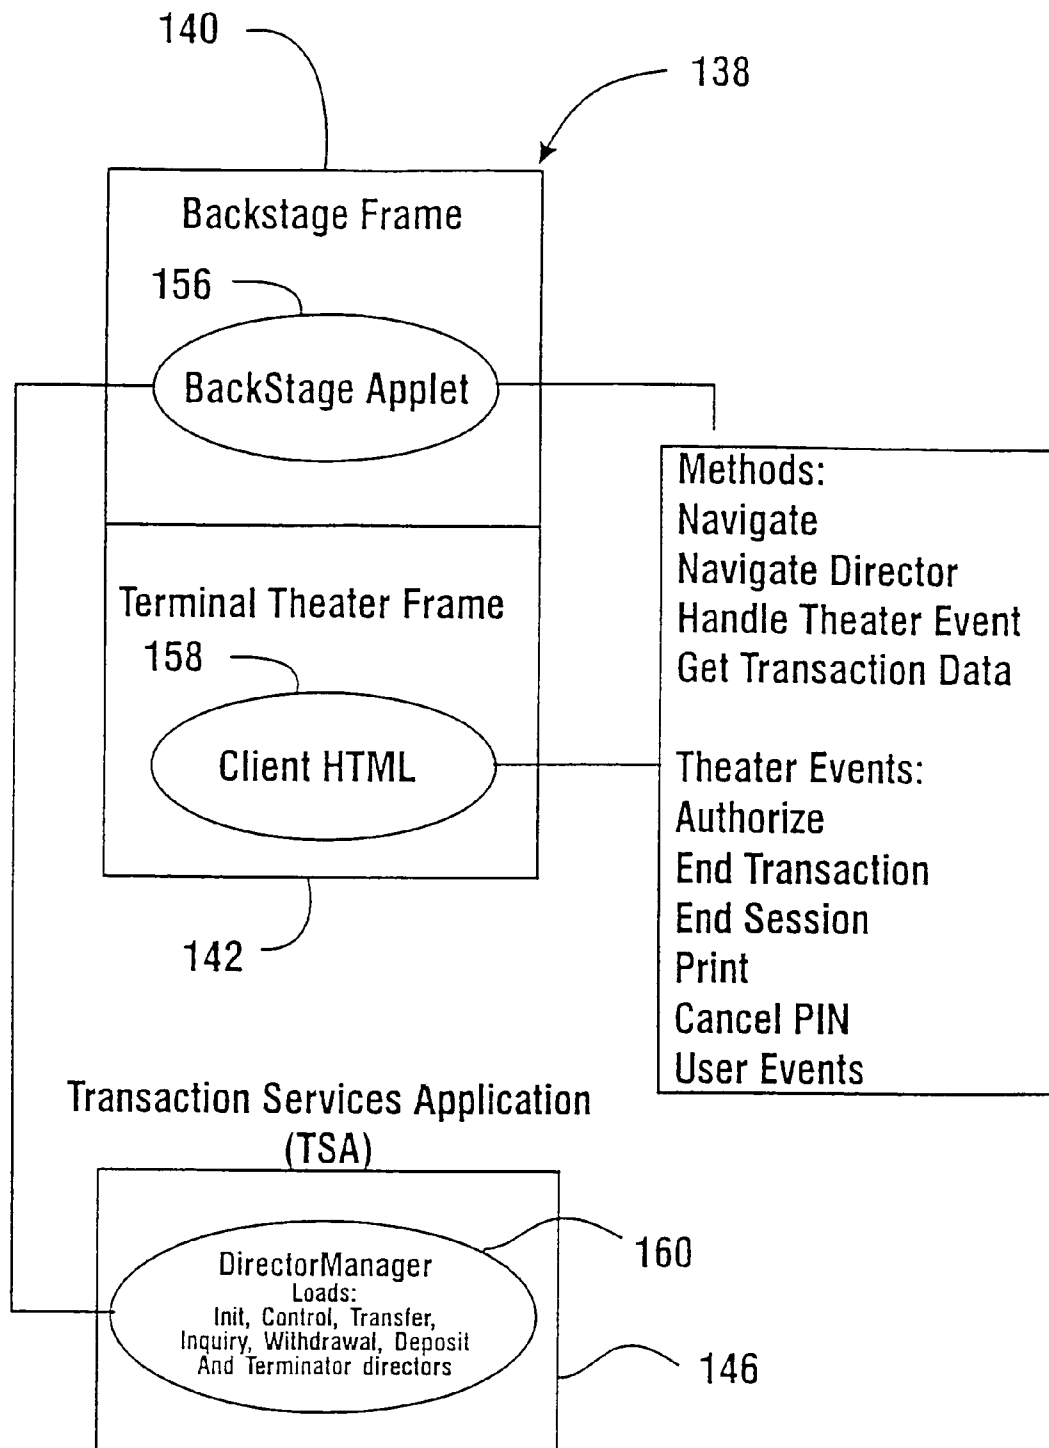 140
138
Backstage Frame
156
BackStage Applet
Methods:
Navigate
Navigate Director
Handle Theater Event
Get Transaction Data
Terminal Theater Frame
158
Client HTML
Theater Events:
Authorize
End Transaction
End Session
Print
Cancel PIN
User Events
142
Transaction Services Application
(TSA)
DirectorManager
Loads:
Init, Control, Transfer,
Inquiry, Withdrawal, Deposit
And Terminator directors
160
146